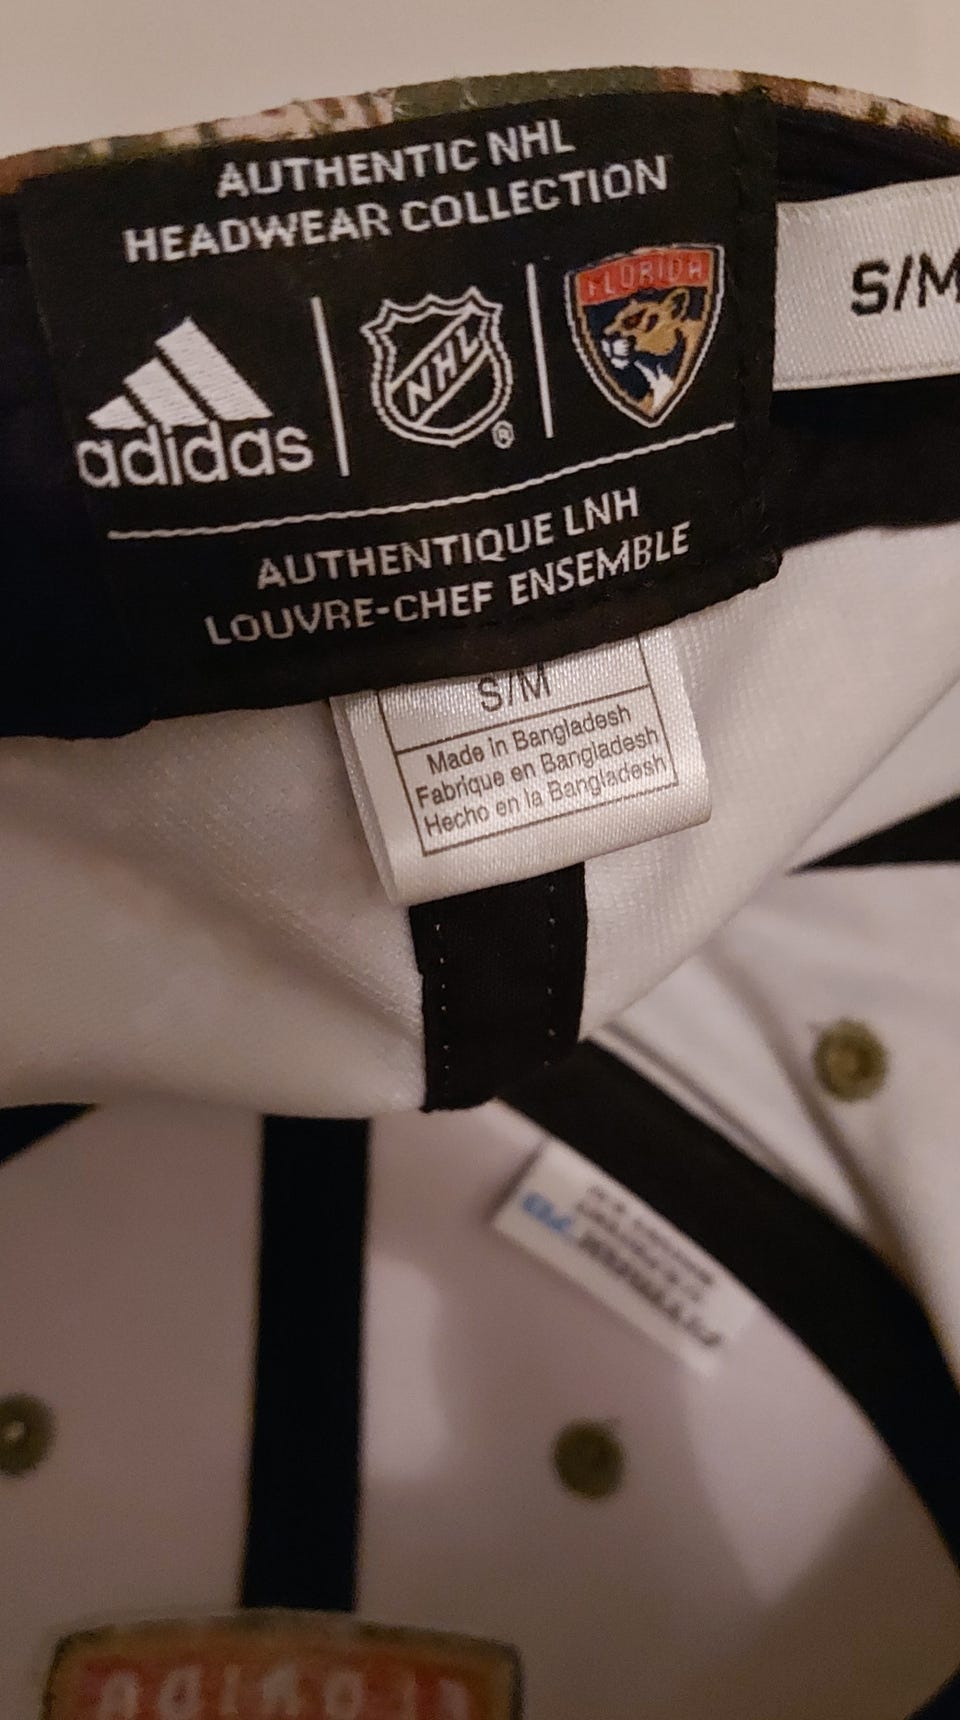 AUTHENTIC NHL
HEADWEAR COLLECTION
adidas
NHL
®
FLORIDA
S/M
AUTHENTIQUE LNH
LOUVRE-CHEF ENSEMBLE
S/M
Made in Bangladesh
Fabrique en Bangladesh
Hecho en la Bangladesh
FLORIDA